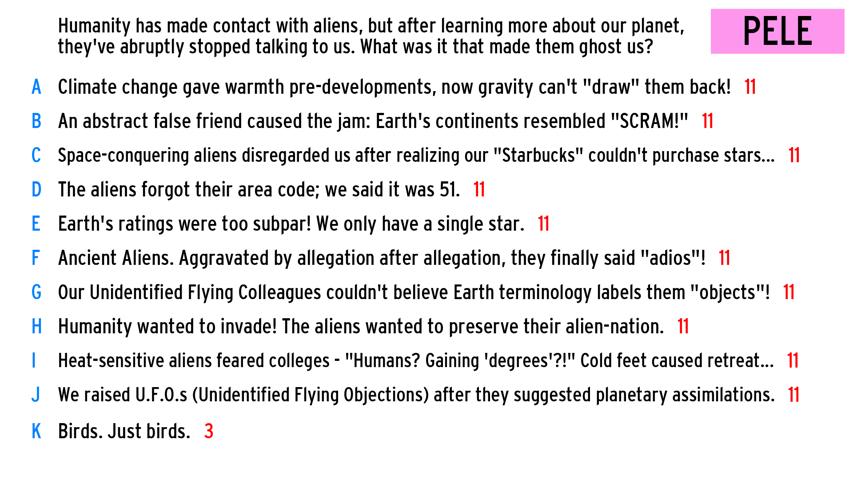 Humanity has made contact with aliens, but after learning more about our planet,
they've abruptly stopped talking to us. What was it that made them ghost us?
PELE
A Climate change gave warmth pre-developments, now gravity can't "draw" them back! 11
B An abstract false friend caused the jam: Earth's continents resembled "SCRAM!" 11
C Space-conquering aliens disregarded us after realizing our "Starbucks" couldn't purchase stars... 11
D The aliens forgot their area code; we said it was 51. 11
E Earth's ratings were too subpar! We only have a single star. 11
F Ancient Aliens. Aggravated by allegation after allegation, they finally said "adios"! 11
G Our Unidentified Flying Colleagues couldn't believe Earth terminology labels them "objects"! 11
H Humanity wanted to invade! The aliens wanted to preserve their alien-nation. 11
I Heat-sensitive aliens feared colleges - "Humans? Gaining 'degrees'?!" Cold feet caused retreat... 11
J We raised U.F.O.s (Unidentified Flying Objections) after they suggested planetary assimilations. 11
K Birds. Just birds. 3